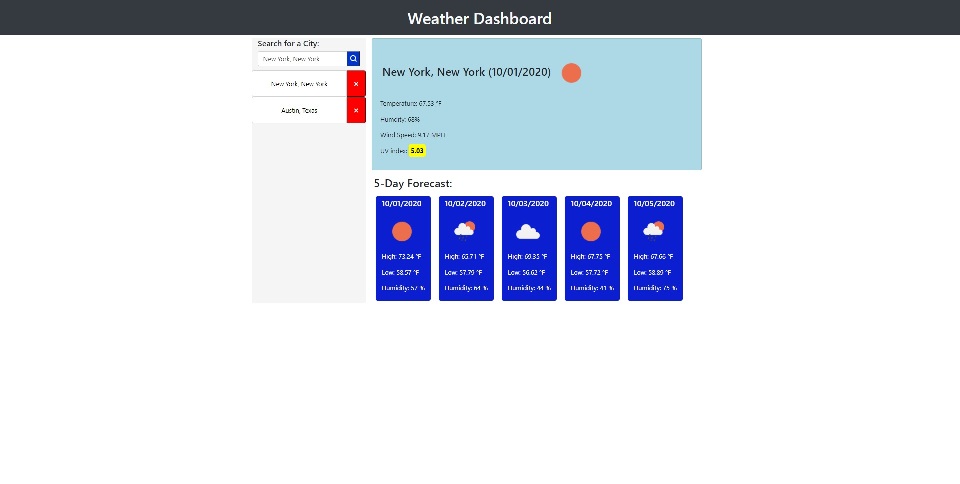 Weather Dashboard
Search for a City:
New York, New York
New York, New York ×
Austin, Texas ×
New York, New York (10/01/2020)
Temperature: 67.53 °F
Humdity: 68%
Wind Speed: 9.17 MPH
UV index: 5.03
5-Day Forecast:
10/01/2020
High: 73.24 °F
Low: 58.57 °F
Humidity: 57 %
10/02/2020
High: 65.71 °F
Low: 57.79 °F
Humidity: 64 %
10/03/2020
High: 69.35 °F
Low: 56.62 °F
Humidity: 44 %
10/04/2020
High: 67.75 °F
Low: 57.72 °F
Humidity: 41 %
10/05/2020
High: 67.66 °F
Low: 58.89 °F
Humidity: 75 %